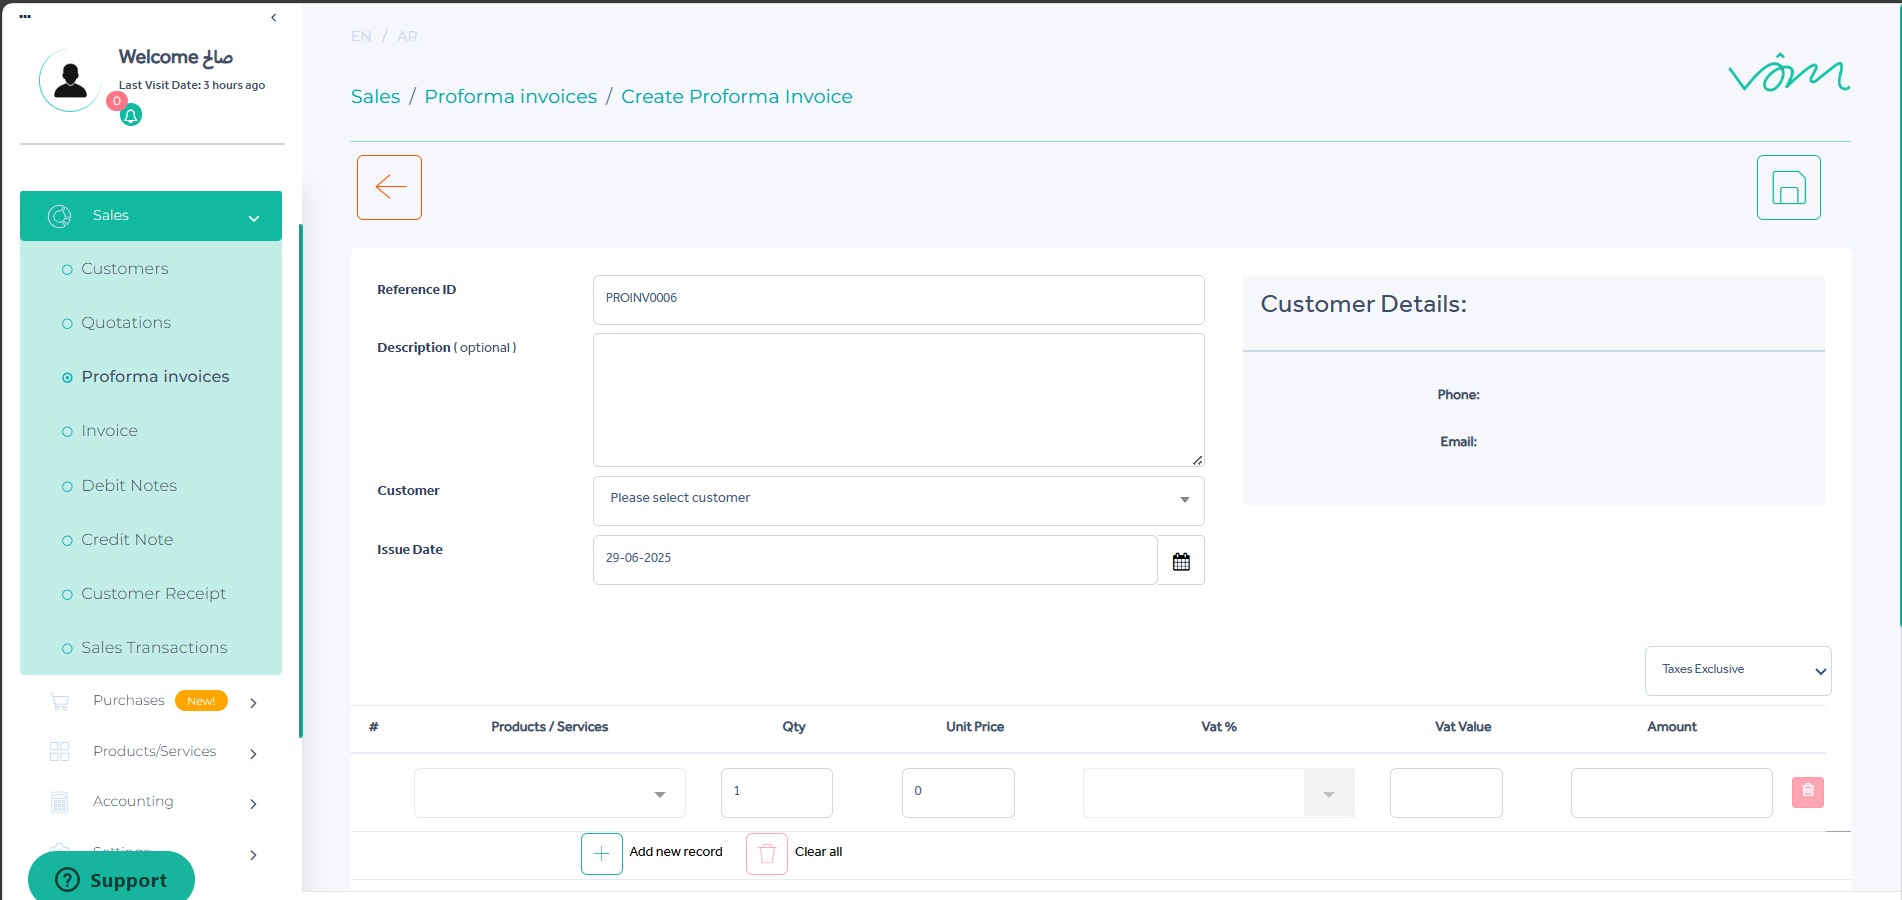 Welcome صالح
Last Visit Date: 3 hours ago
0
Sales
Customers
Quotations
Proforma invoices
Invoice
Debit Notes
Credit Note
Customer Receipt
Sales Transactions
Purchases New!
Products/Services
Accounting
Settings
Support
EN / AR
vôm
Sales / Proforma invoices / Create Proforma Invoice
Reference ID
PROINV0006
Description ( optional )
Customer
Please select customer
Issue Date
29-06-2025
Customer Details:
Phone:
Email:
Taxes Exclusive
# Products / Services Qty Unit Price Vat % Vat Value Amount
1 0
Add new record Clear all